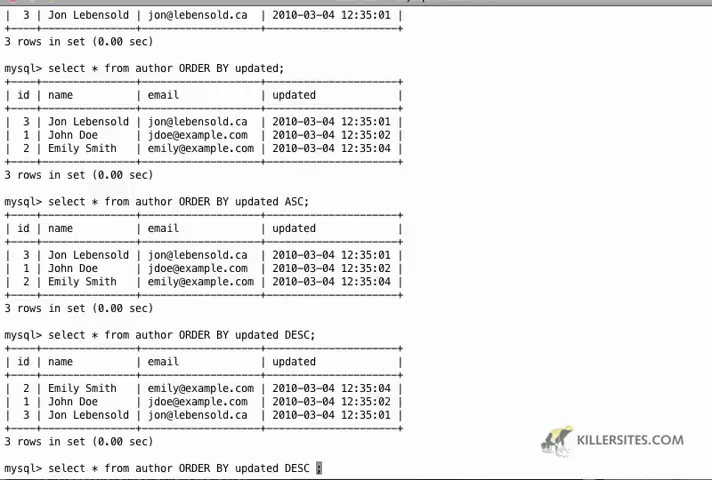 |  3 | Jon Lebensold | jon@lebensold.ca  | 2010-03-04 12:35:01 |
+----+---------------+-------------------+---------------------+
3 rows in set (0.00 sec)
mysql> select * from author ORDER BY updated;
+----+---------------+-------------------+---------------------+
| id | name          | email             | updated             |
+----+---------------+-------------------+---------------------+
|  3 | Jon Lebensold | jon@lebensold.ca  | 2010-03-04 12:35:01 |
|  1 | John Doe      | jdoe@example.com  | 2010-03-04 12:35:02 |
|  2 | Emily Smith   | emily@example.com | 2010-03-04 12:35:04 |
+----+---------------+-------------------+---------------------+
3 rows in set (0.00 sec)
mysql> select * from author ORDER BY updated ASC;
+----+---------------+-------------------+---------------------+
| id | name          | email             | updated             |
+----+---------------+-------------------+---------------------+
|  3 | Jon Lebensold | jon@lebensold.ca  | 2010-03-04 12:35:01 |
|  1 | John Doe      | jdoe@example.com  | 2010-03-04 12:35:02 |
|  2 | Emily Smith   | emily@example.com | 2010-03-04 12:35:04 |
+----+---------------+-------------------+---------------------+
3 rows in set (0.00 sec)
mysql> select * from author ORDER BY updated DESC;
+----+---------------+-------------------+---------------------+
| id | name          | email             | updated             |
+----+---------------+-------------------+---------------------+
|  2 | Emily Smith   | emily@example.com | 2010-03-04 12:35:04 |
|  1 | John Doe      | jdoe@example.com  | 2010-03-04 12:35:02 |
|  3 | Jon Lebensold | jon@lebensold.ca  | 2010-03-04 12:35:01 |
+----+---------------+-------------------+---------------------+
3 rows in set (0.00 sec)
KILLERSITES.COM
mysql> select * from author ORDER BY updated DESC ;